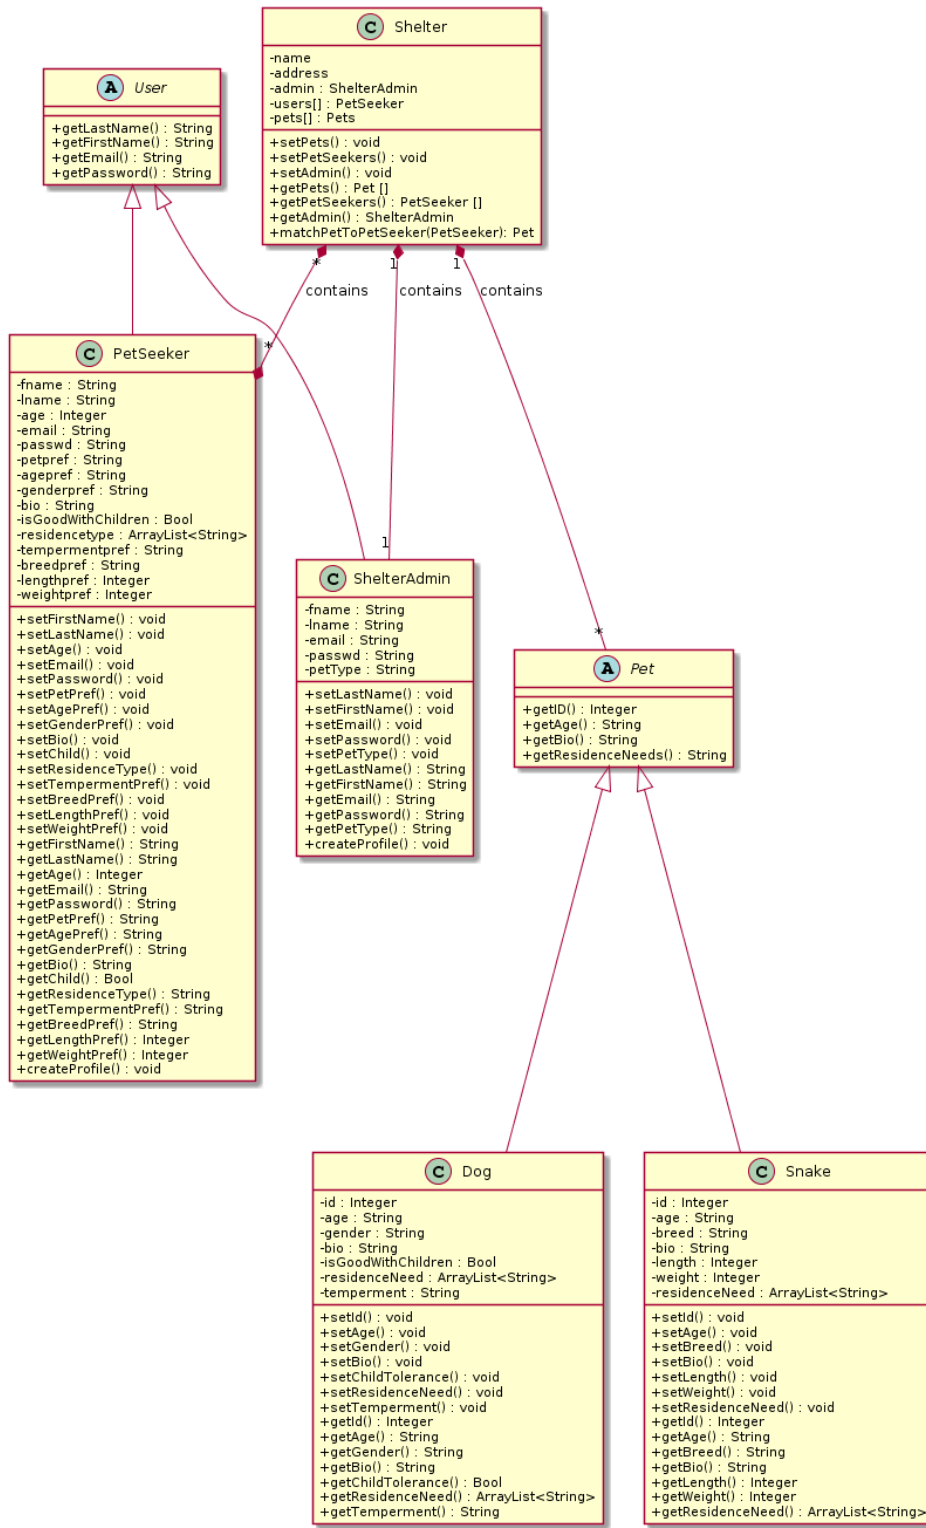 C Shelter
-name
-address
-admin : ShelterAdmin
-users[] : PetSeeker
-pets[] : Pets
+setPets() : void
+setPetSeekers() : void
+setAdmin() : void
+getPets() : Pet []
+getPetSeekers() : PetSeeker []
+getAdmin() : ShelterAdmin
+matchPetToPetSeeker(PetSeeker): Pet
A User
+getLastName() : String
+getFirstName() : String
+getEmail() : String
+getPassword() : String
* 1 1
contains contains contains
*
1
*
C PetSeeker
-fname : String
-lname : String
-age : Integer
-email : String
-passwd : String
-petpref : String
-agepref : String
-genderpref : String
-bio : String
-isGoodWithChildren : Bool
-residencetype : ArrayList<String>
-tempermentpref : String
-breedpref : String
-lengthpref : Integer
-weightpref : Integer
+setFirstName() : void
+setLastName() : void
+setAge() : void
+setEmail() : void
+setPassword() : void
+setPetPref() : void
+setAgePref() : void
+setGenderPref() : void
+setBio() : void
+setChild() : void
+setResidenceType() : void
+setTempermentPref() : void
+setBreedPref() : void
+setLengthPref() : void
+setWeightPref() : void
+getFirstName() : String
+getLastName() : String
+getAge() : Integer
+getEmail() : String
+getPassword() : String
+getPetPref() : String
+getAgePref() : String
+getGenderPref() : String
+getBio() : String
+getChild() : Bool
+getResidenceType() : String
+getTempermentPref() : String
+getBreedPref() : String
+getLengthPref() : Integer
+getWeightPref() : Integer
+createProfile() : void
C ShelterAdmin
-fname : String
-lname : String
-email : String
-passwd : String
-petType : String
+setLastName() : void
+setFirstName() : void
+setEmail() : void
+setPassword() : void
+setPetType() : void
+getLastName() : String
+getFirstName() : String
+getEmail() : String
+getPassword() : String
+getPetType() : String
+createProfile() : void
A Pet
+getID() : Integer
+getAge() : String
+getBio() : String
+getResidenceNeeds() : String
C Dog
-id : Integer
-age : String
-gender : String
-bio : String
-isGoodWithChildren : Bool
-residenceNeed : ArrayList<String>
-temperment : String
+setId() : void
+setAge() : void
+setGender() : void
+setBio() : void
+setChildTolerance() : void
+setResidenceNeed() : void
+setTemperment() : void
+getId() : Integer
+getAge() : String
+getGender() : String
+getBio() : String
+getChildTolerance() : Bool
+getResidenceNeed() : ArrayList<String>
+getTemperment() : String
C Snake
-id : Integer
-age : String
-breed : String
-bio : String
-length : Integer
-weight : Integer
-residenceNeed : ArrayList<String>
+setId() : void
+setAge() : void
+setBreed() : void
+setBio() : void
+setLength() : void
+setWeight() : void
+setResidenceNeed() : void
+getId() : Integer
+getAge() : String
+getBreed() : String
+getBio() : String
+getLength() : Integer
+getWeight() : Integer
+getResidenceNeed() : ArrayList<String>